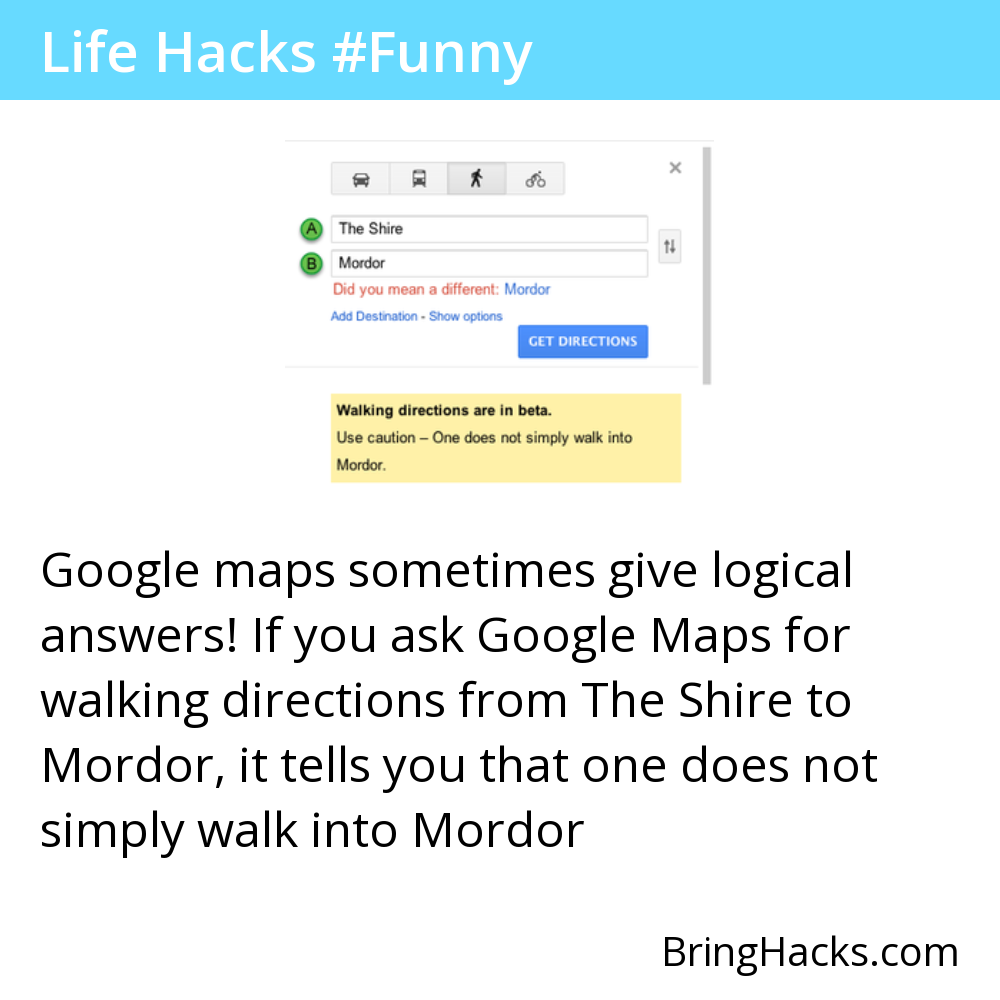 Life Hacks #Funny
A The Shire
B Mordor
Did you mean a different: Mordor
Add Destination - Show options
GET DIRECTIONS
Walking directions are in beta.
Use caution – One does not simply walk into
Mordor.
Google maps sometimes give logical
answers! If you ask Google Maps for
walking directions from The Shire to
Mordor, it tells you that one does not
simply walk into Mordor
BringHacks.com